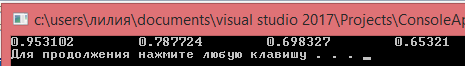 c:\users\лилия\documents\visual studio 2017\Projects\ConsoleAp
0.953102 0.787724 0.698327 0.65321
Для продолжения нажмите любую клавишу . . .